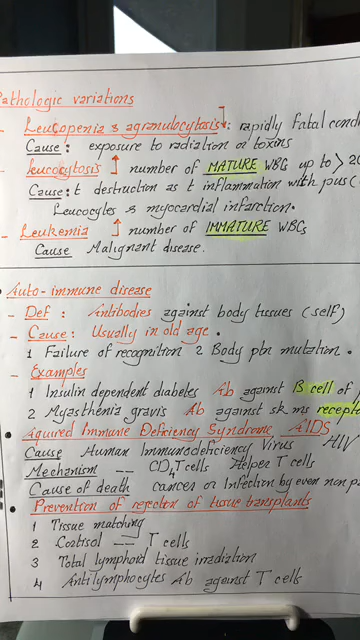 Pathologic variations
- Leucopenia & agranulocytosis ↓: rapidly fatal cond
Cause: exposure to radiation or toxins
- leucocytosis ↑ number of MATURE WBCs up to > 20
Cause: t destruction as t inflammation with pus (
Leucocytes & myocardial infarction.
- Leukemia ↑ number of IMMATURE WBCs
Cause Malignant disease.
• Auto-immune disease
- Def: Antibodies against body tissues (self)
- Cause: Usually in old age.
1 Failure of recognition 2 Body ptn mutation.
- Examples
1 Insulin dependent diabetes Ab against B cell of
2 Myasthenia gravis Ab against sk ms recepto
• Aquired Immune Deficiency Syndrome AIDS
Cause Human Immunodeficiency Virus HIV
Mechanism -- CD4 T cells Helper T cells
Cause of death cancers or Infection by even non p
• Prevention of rejection of tissue transplants
1 Tissue matching
2 Cortisol -- T cells
3 Total lymphoid tissue irradiation
4 Antilymphocytes Ab against T cells